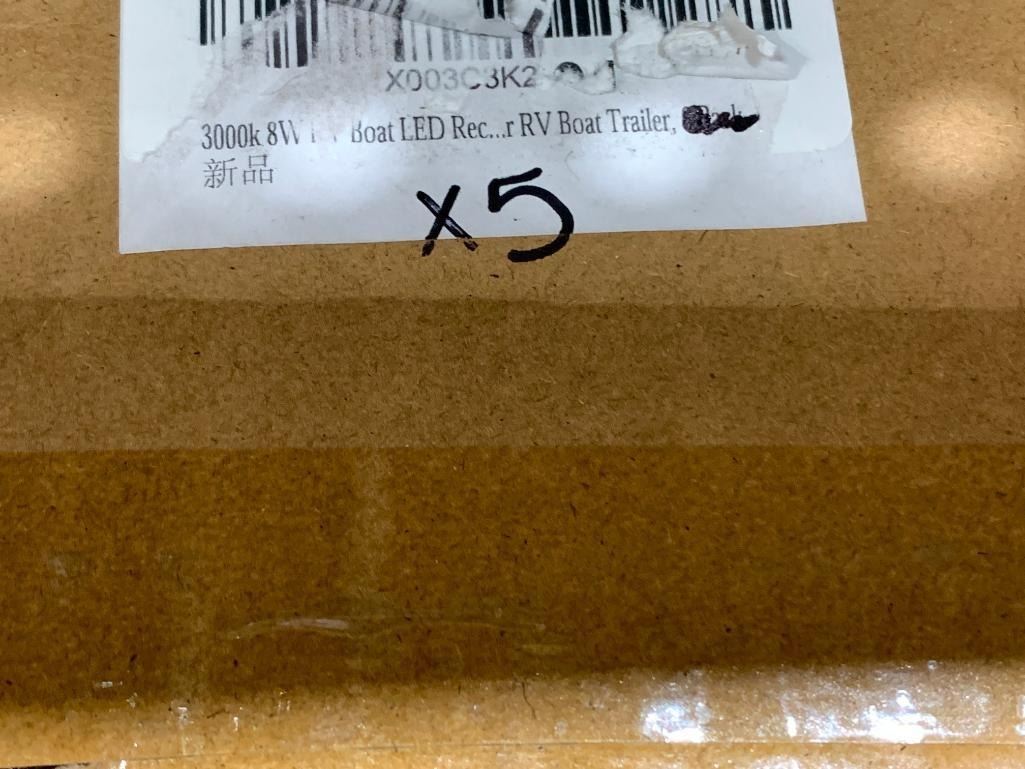 X003C3K2
3000k 8W Boat LED Rec...r RV Boat Trailer,
新品
x5